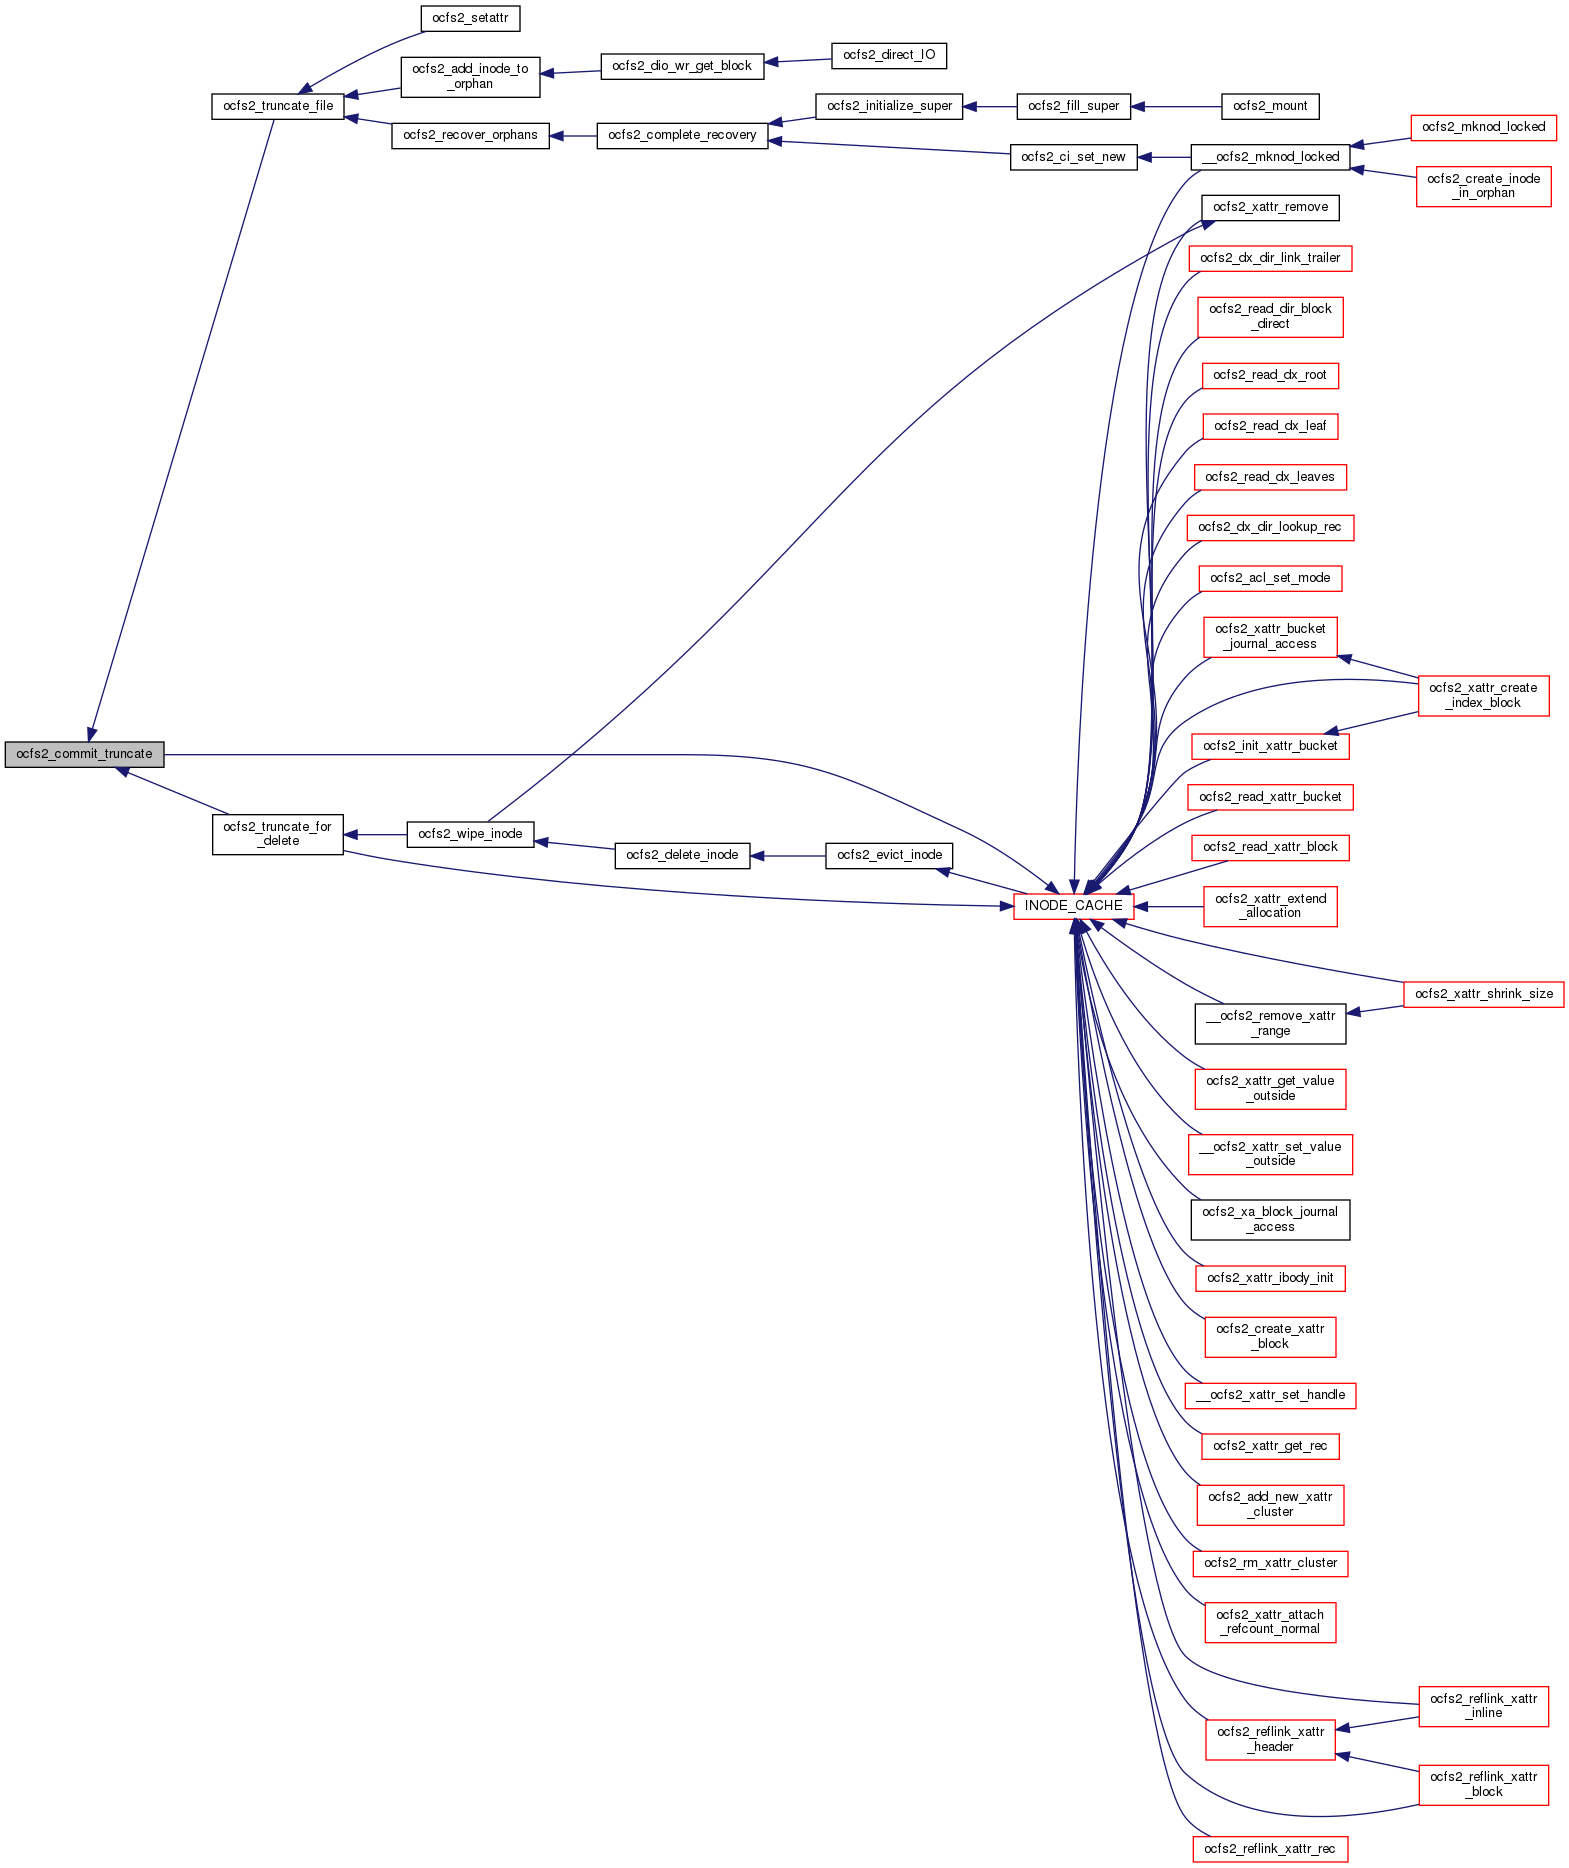 ocfs2_setattr
ocfs2_add_inode_to
_orphan
ocfs2_dio_wr_get_block
ocfs2_direct_IO
ocfs2_truncate_file
ocfs2_recover_orphans
ocfs2_complete_recovery
ocfs2_initialize_super
ocfs2_fill_super
ocfs2_mount
ocfs2_ci_set_new
__ocfs2_mknod_locked
ocfs2_mknod_locked
ocfs2_create_inode
_in_orphan
ocfs2_xattr_remove
ocfs2_dx_dir_link_trailer
ocfs2_read_dir_block
_direct
ocfs2_read_dx_root
ocfs2_read_dx_leaf
ocfs2_read_dx_leaves
ocfs2_dx_dir_lookup_rec
ocfs2_acl_set_mode
ocfs2_xattr_bucket
_journal_access
ocfs2_xattr_create
_index_block
ocfs2_init_xattr_bucket
ocfs2_commit_truncate
ocfs2_read_xattr_bucket
ocfs2_truncate_for
_delete
ocfs2_wipe_inode
ocfs2_delete_inode
ocfs2_evict_inode
ocfs2_read_xattr_block
INODE_CACHE
ocfs2_xattr_extend
_allocation
ocfs2_xattr_shrink_size
__ocfs2_remove_xattr
_range
ocfs2_xattr_get_value
_outside
__ocfs2_xattr_set_value
_outside
ocfs2_xa_block_journal
_access
ocfs2_xattr_ibody_init
ocfs2_create_xattr
_block
__ocfs2_xattr_set_handle
ocfs2_xattr_get_rec
ocfs2_add_new_xattr
_cluster
ocfs2_rm_xattr_cluster
ocfs2_xattr_attach
_refcount_normal
ocfs2_reflink_xattr
_inline
ocfs2_reflink_xattr
_header
ocfs2_reflink_xattr
_block
ocfs2_reflink_xattr_rec